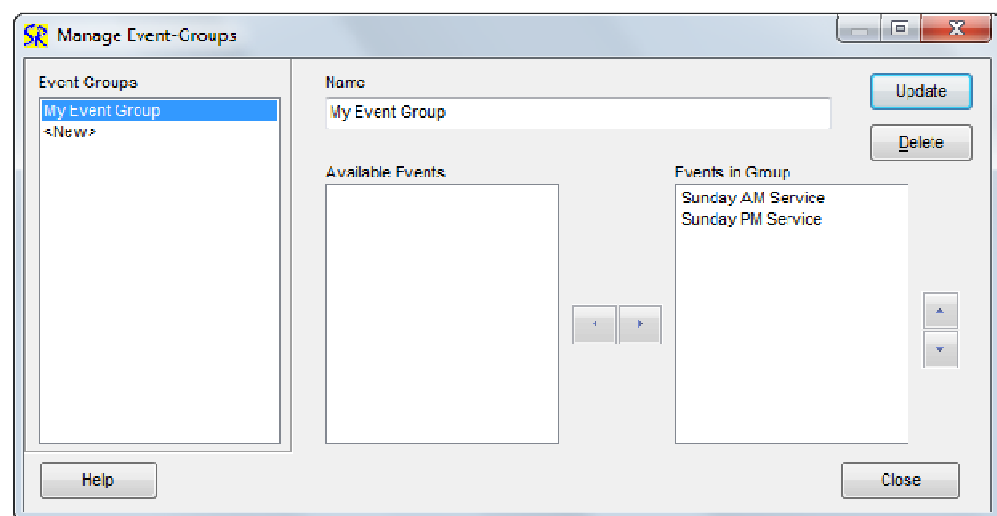 SR Manage Event-Groups
Event Groups
My Event Group
<New>
Name
My Event Group
Update
Delete
Available Events
Events in Group
Sunday AM Service
Sunday PM Service
Help
Close